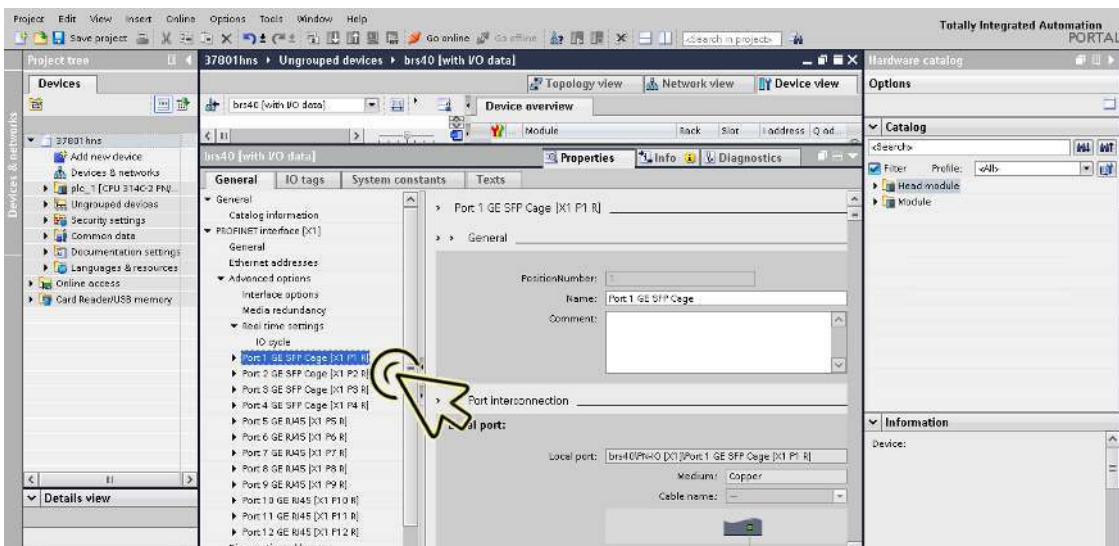 Project Edit View Insert Online Options Tools Window Help
Totally Integrated Automation
PORTAL
Save project Go online Go offline <Search in project>
Project tree
37801hns Ungrouped devices brs40 [with I/O data]
Hardware catalog
Devices
Topology view Network view Device view
Options
brs40 [with I/O data]
Device overview
Module Rack Slot I address Q ad...
Catalog
<Search>
Filter Profile: <All>
Head module
Module
Devices & networks
37801hns
Add new device
Devices & networks
plc_1 [CPU 314C-2 PN/...
Ungrouped devices
Security settings
Common data
Documentation settings
Languages & resources
Online access
Card Reader/USB memory
Details view
brs40 [with I/O data]
Properties Info Diagnostics
General IO tags System constants Texts
General
Catalog information
PROFINET interface [X1]
General
Ethernet addresses
Advanced options
Interface options
Media redundancy
Real time settings
IO cycle
Port 1 GE SFP Cage [X1 P1 R]
Port 2 GE SFP Cage [X1 P2 R]
Port 3 GE SFP Cage [X1 P3 R]
Port 4 GE SFP Cage [X1 P4 R]
Port 5 GE RJ45 [X1 P5 R]
Port 6 GE RJ45 [X1 P6 R]
Port 7 GE RJ45 [X1 P7 R]
Port 8 GE RJ45 [X1 P8 R]
Port 9 GE RJ45 [X1 P9 R]
Port 10 GE RJ45 [X1 P10 R]
Port 11 GE RJ45 [X1 P11 R]
Port 12 GE RJ45 [X1 P12 R]
Port 1 GE SFP Cage [X1 P1 R]
General
PositionNumber: 1
Name: Port 1 GE SFP Cage
Comment:
Port interconnection
port:
Local port: brs40\PN-IO [X1]\Port 1 GE SFP Cage [X1 P1 R]
Medium: Copper
Cable name: —
Information
Device: